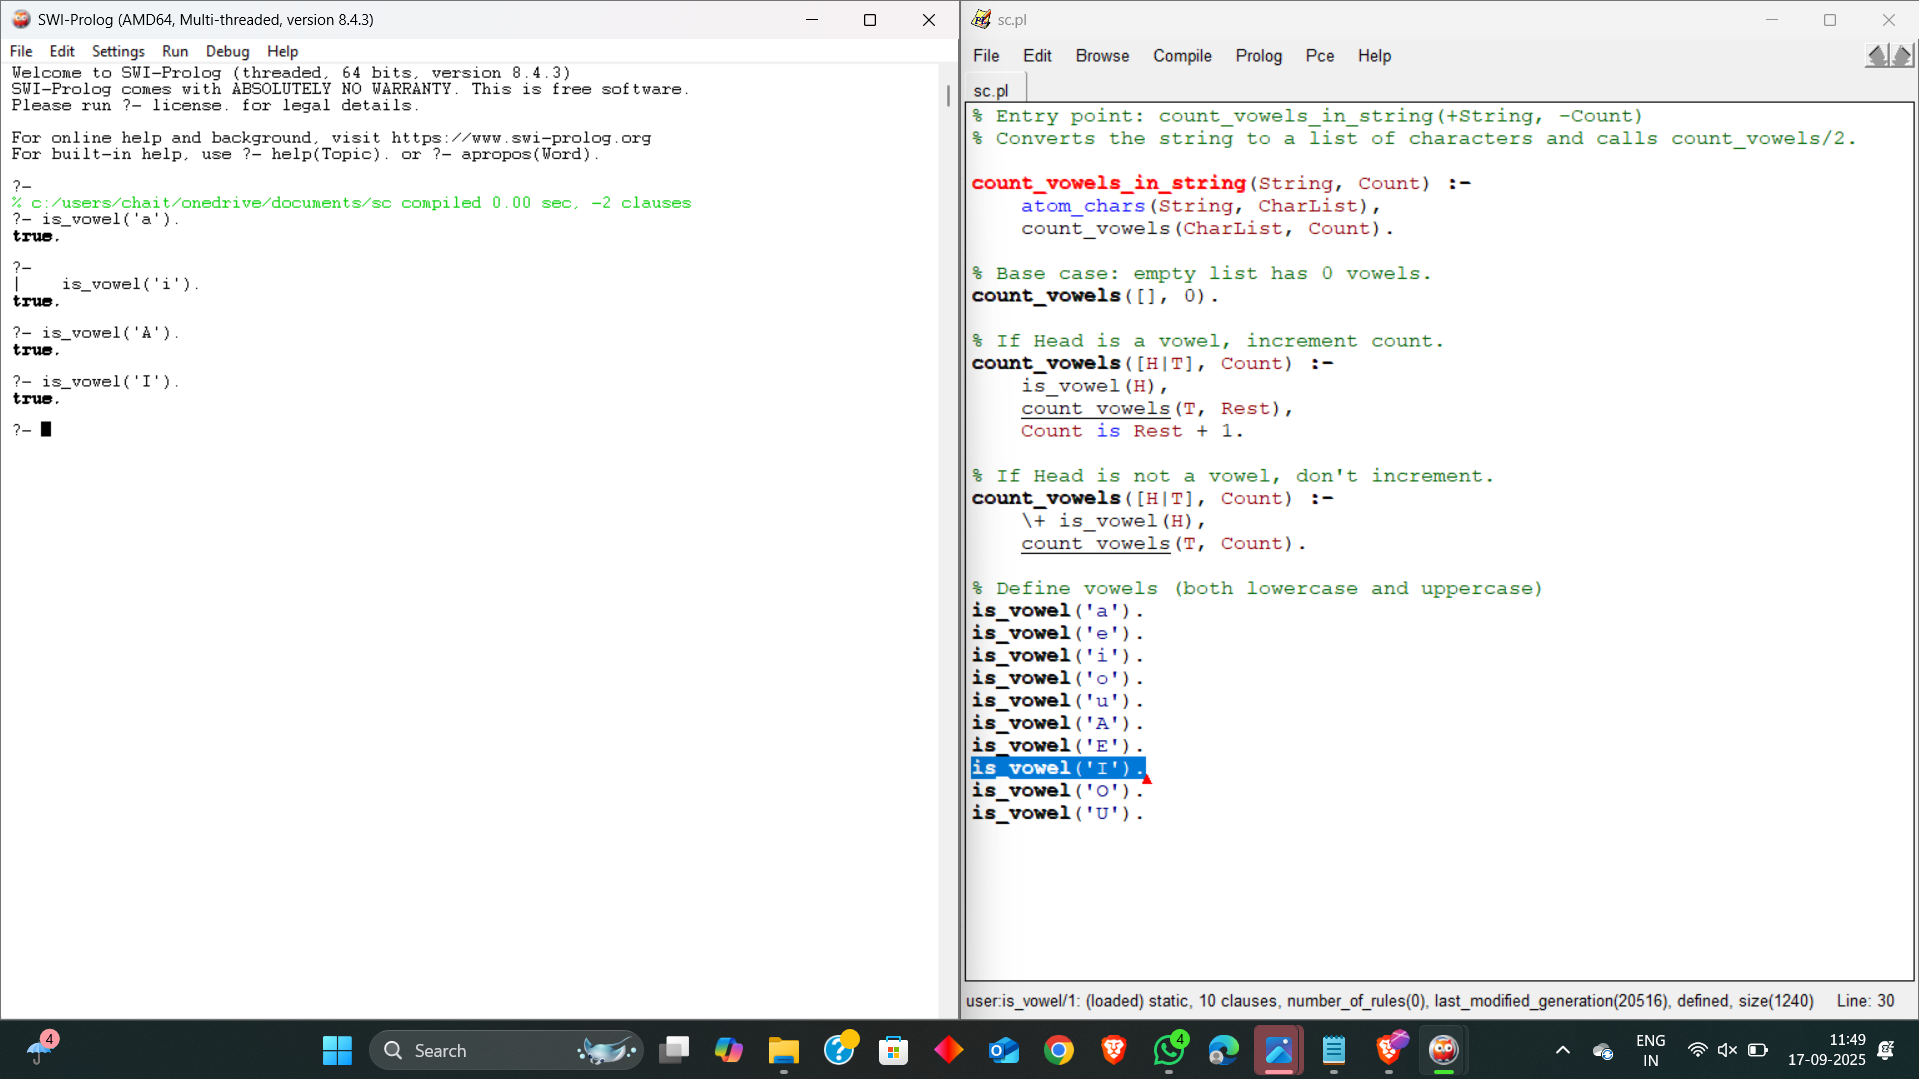 SWI-Prolog (AMD64, Multi-threaded, version 8.4.3)
File Edit Settings Run Debug Help
Welcome to SWI-Prolog (threaded, 64 bits, version 8.4.3)
SWI-Prolog comes with ABSOLUTELY NO WARRANTY. This is free software.
Please run ?- license. for legal details.
For online help and background, visit https://www.swi-prolog.org
For built-in help, use ?- help(Topic). or ?- apropos(Word).
?-
% c:/users/chait/onedrive/documents/sc compiled 0.00 sec, -2 clauses
?- is_vowel('a').
true.
?-
| is_vowel('i').
true.
?- is_vowel('A').
true.
?- is_vowel('I').
true.
?-
sc.pl
File Edit Browse Compile Prolog Pce Help
sc.pl
% Entry point: count_vowels_in_string(+String, -Count)
% Converts the string to a list of characters and calls count_vowels/2.
count_vowels_in_string(String, Count) :-
atom_chars(String, CharList),
count_vowels(CharList, Count).
% Base case: empty list has 0 vowels.
count_vowels([], 0).
% If Head is a vowel, increment count.
count_vowels([H|T], Count) :-
is_vowel(H),
count_vowels(T, Rest),
Count is Rest + 1.
% If Head is not a vowel, don't increment.
count_vowels([H|T], Count) :-
\+ is_vowel(H),
count_vowels(T, Count).
% Define vowels (both lowercase and uppercase)
is_vowel('a').
is_vowel('e').
is_vowel('i').
is_vowel('o').
is_vowel('u').
is_vowel('A').
is_vowel('E').
is_vowel('I').
is_vowel('O').
is_vowel('U').
user:is_vowel/1: (loaded) static, 10 clauses, number_of_rules(0), last_modified_generation(20516), defined, size(1240) Line: 30
4
Search
4
ENG
IN
11:49
17-09-2025